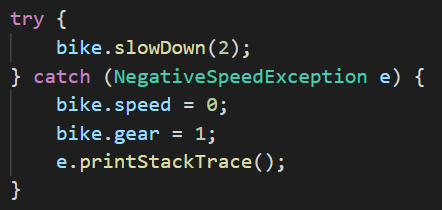 try {
    bike.slowDown(2);
} catch (NegativeSpeedException e) {
    bike.speed = 0;
    bike.gear = 1;
    e.printStackTrace();
}